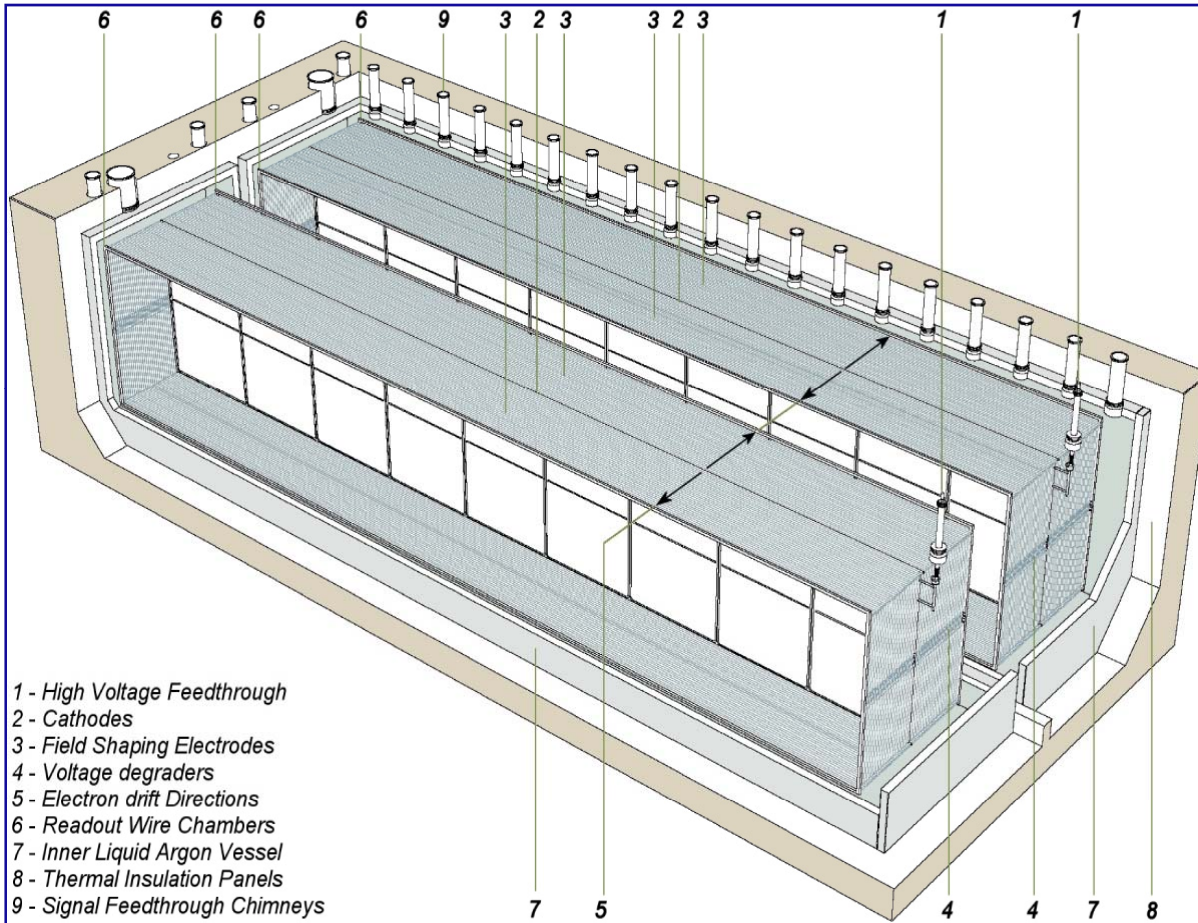 6 6 6 6 9 3 2 3 3 2 3 1 1
1 - High Voltage Feedthrough
2 - Cathodes
3 - Field Shaping Electrodes
4 - Voltage degraders
5 - Electron drift Directions
6 - Readout Wire Chambers
7 - Inner Liquid Argon Vessel
8 - Thermal Insulation Panels
9 - Signal Feedthrough Chimneys
7 5 4 4 7 8